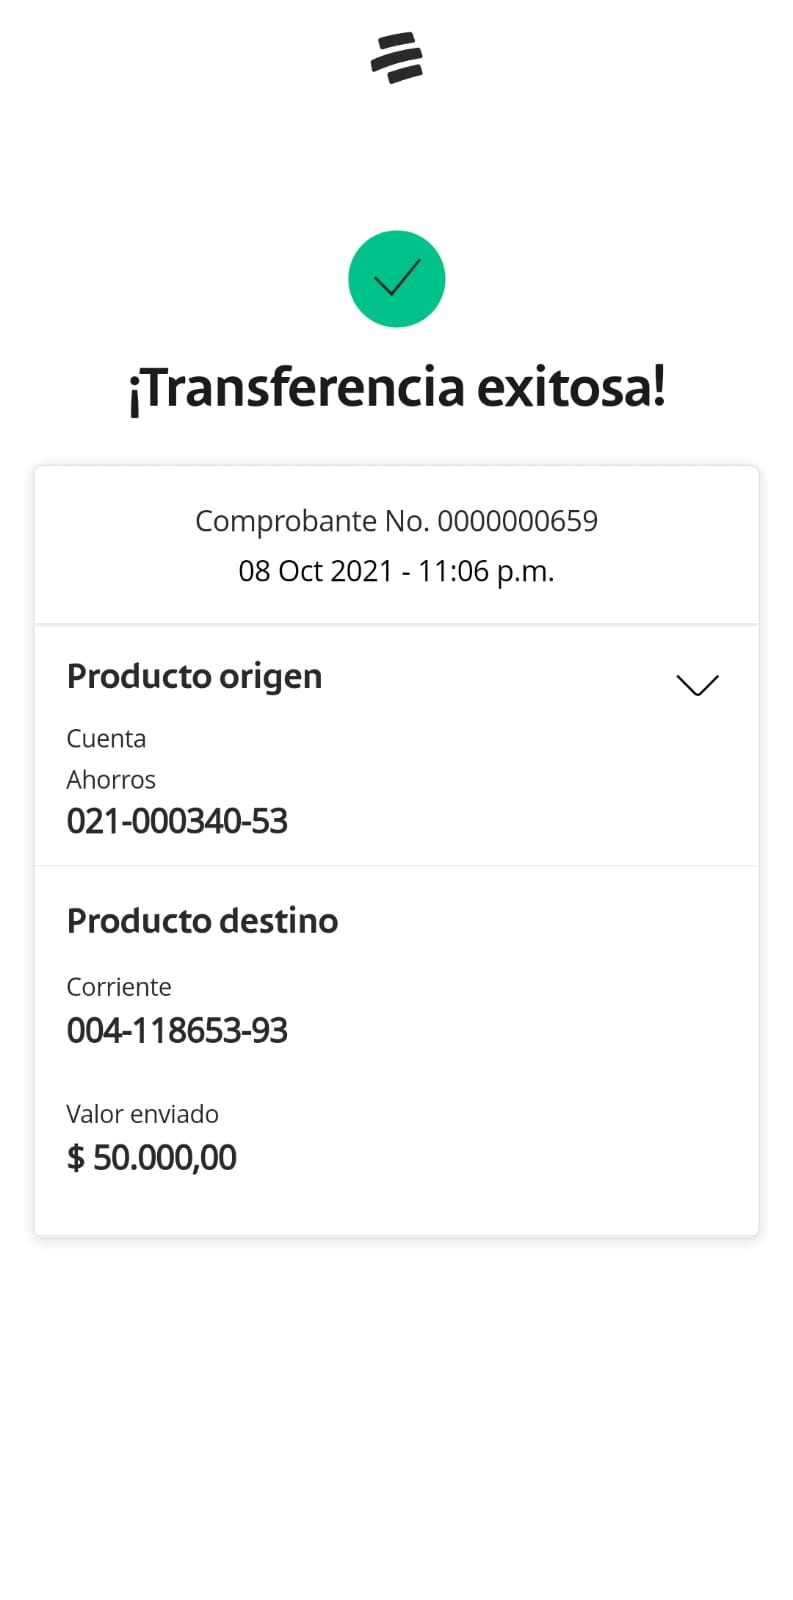 ¡Transferencia exitosa!
Comprobante No. 0000000659
08 Oct 2021 - 11:06 p.m.
Producto origen
Cuenta
Ahorros
021-000340-53
Producto destino
Corriente
004-118653-93
Valor enviado
$ 50.000,00